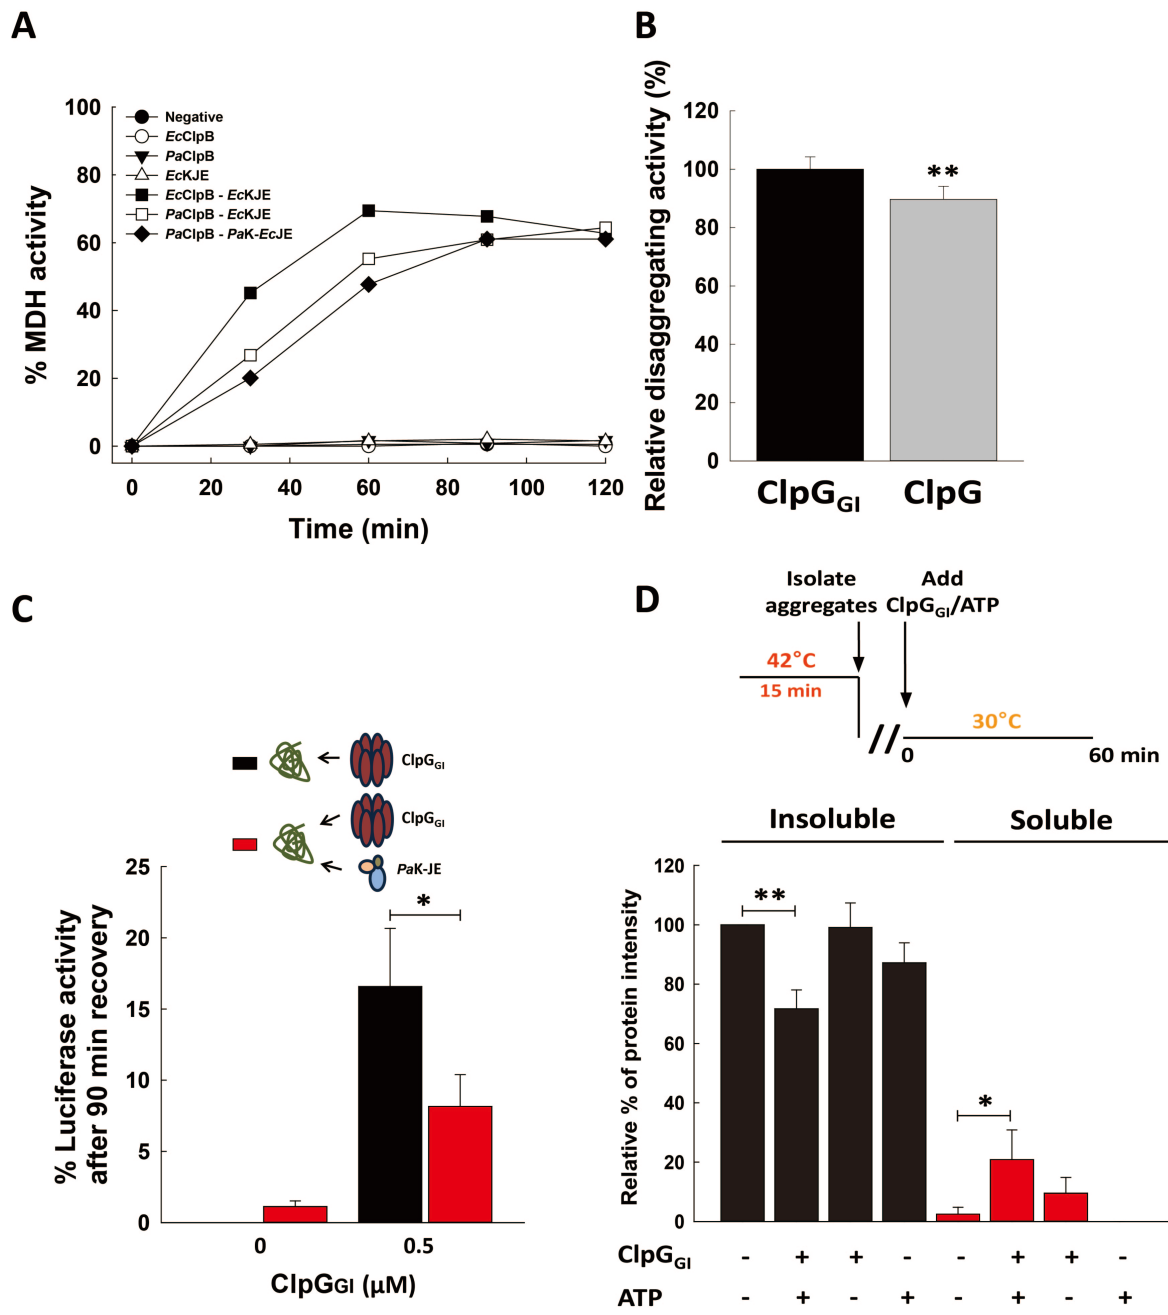 A
% MDH activity
100
80
60
40
20
0
Negative
EcClpB
PaClpB
EcKJE
EcClpB - EcKJE
PaClpB - EcKJE
PaClpB - PaK-EcJE
0 20 40 60 80 100 120
Time (min)
B
Relative disaggregating activity (%)
120
100
80
60
40
20
0
**
ClpGGI ClpG
C
ClpGGI
ClpGGI
PaK-JE
% Luciferase activity
after 90 min recovery
25
20
15
10
5
0
*
0 0.5
ClpGGI (µM)
D
Isolate
aggregates
Add
ClpGGI/ATP
42°C
15 min
30°C
0 60 min
Insoluble Soluble
Relative % of protein intensity
120
100
80
60
40
20
0
**
*
ClpGGI - + + - - + + -
ATP - + - + - + - +